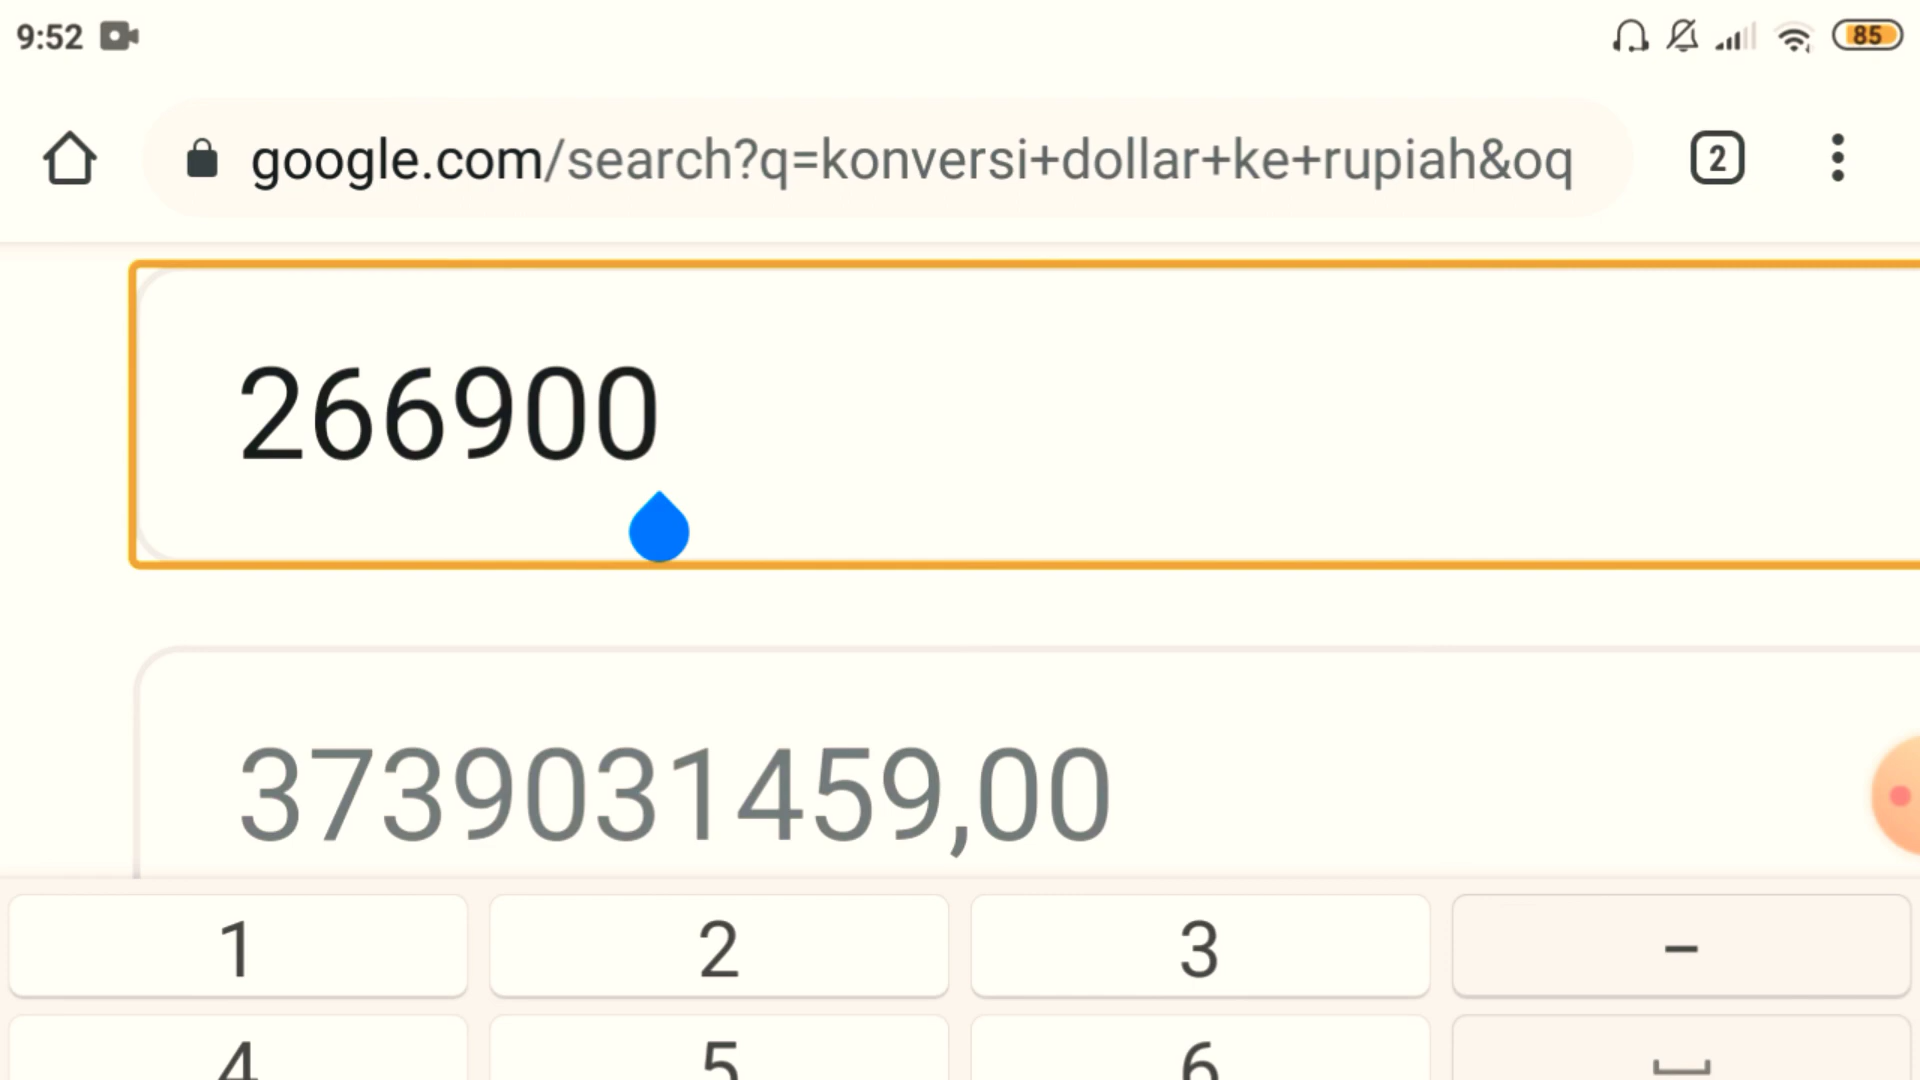 9:52
85
google.com/search?q=konversi+dollar+ke+rupiah&oq
2
266900
3739031459,00
1 2 3 –
4 5 6